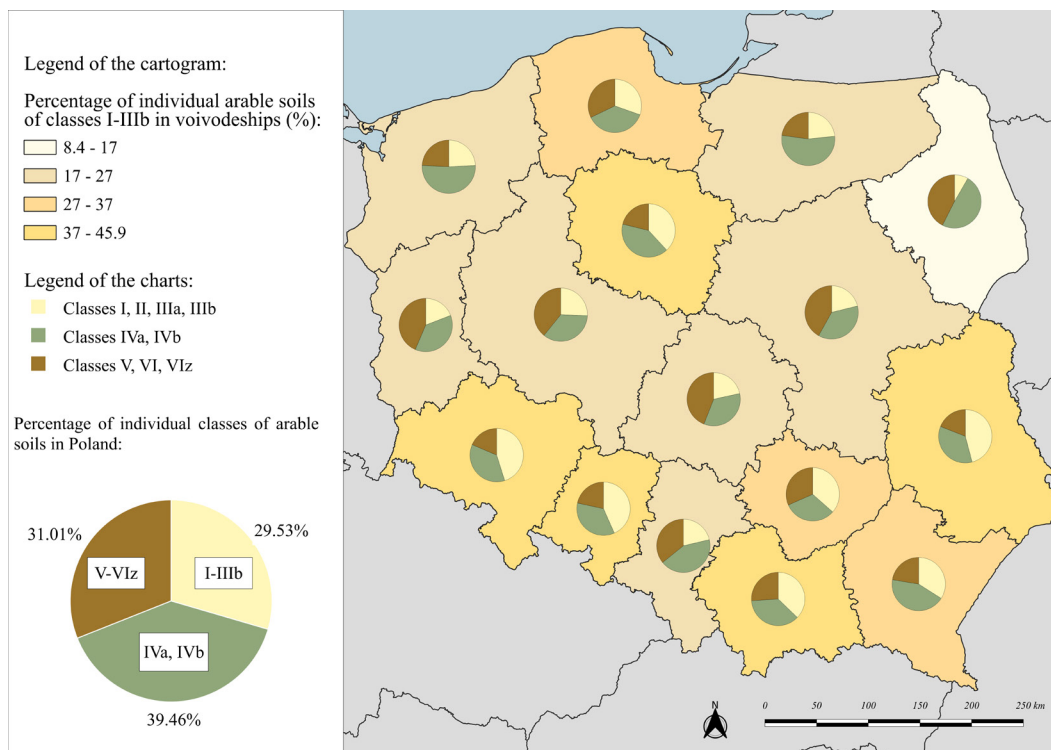 Legend of the cartogram:
Percentage of individual arable soils
of classes I-IIIb in voivodeships (%):
8.4 - 17
17 - 27
27 - 37
37 - 45.9
Legend of the charts:
Classes I, II, IIIa, IIIb
Classes IVa, IVb
Classes V, VI, VIz
Percentage of individual classes of arable
soils in Poland:
31.01%
29.53%
V-VIz
I-IIIb
IVa, IVb
39.46%
N
0 50 100 150 200 250 km